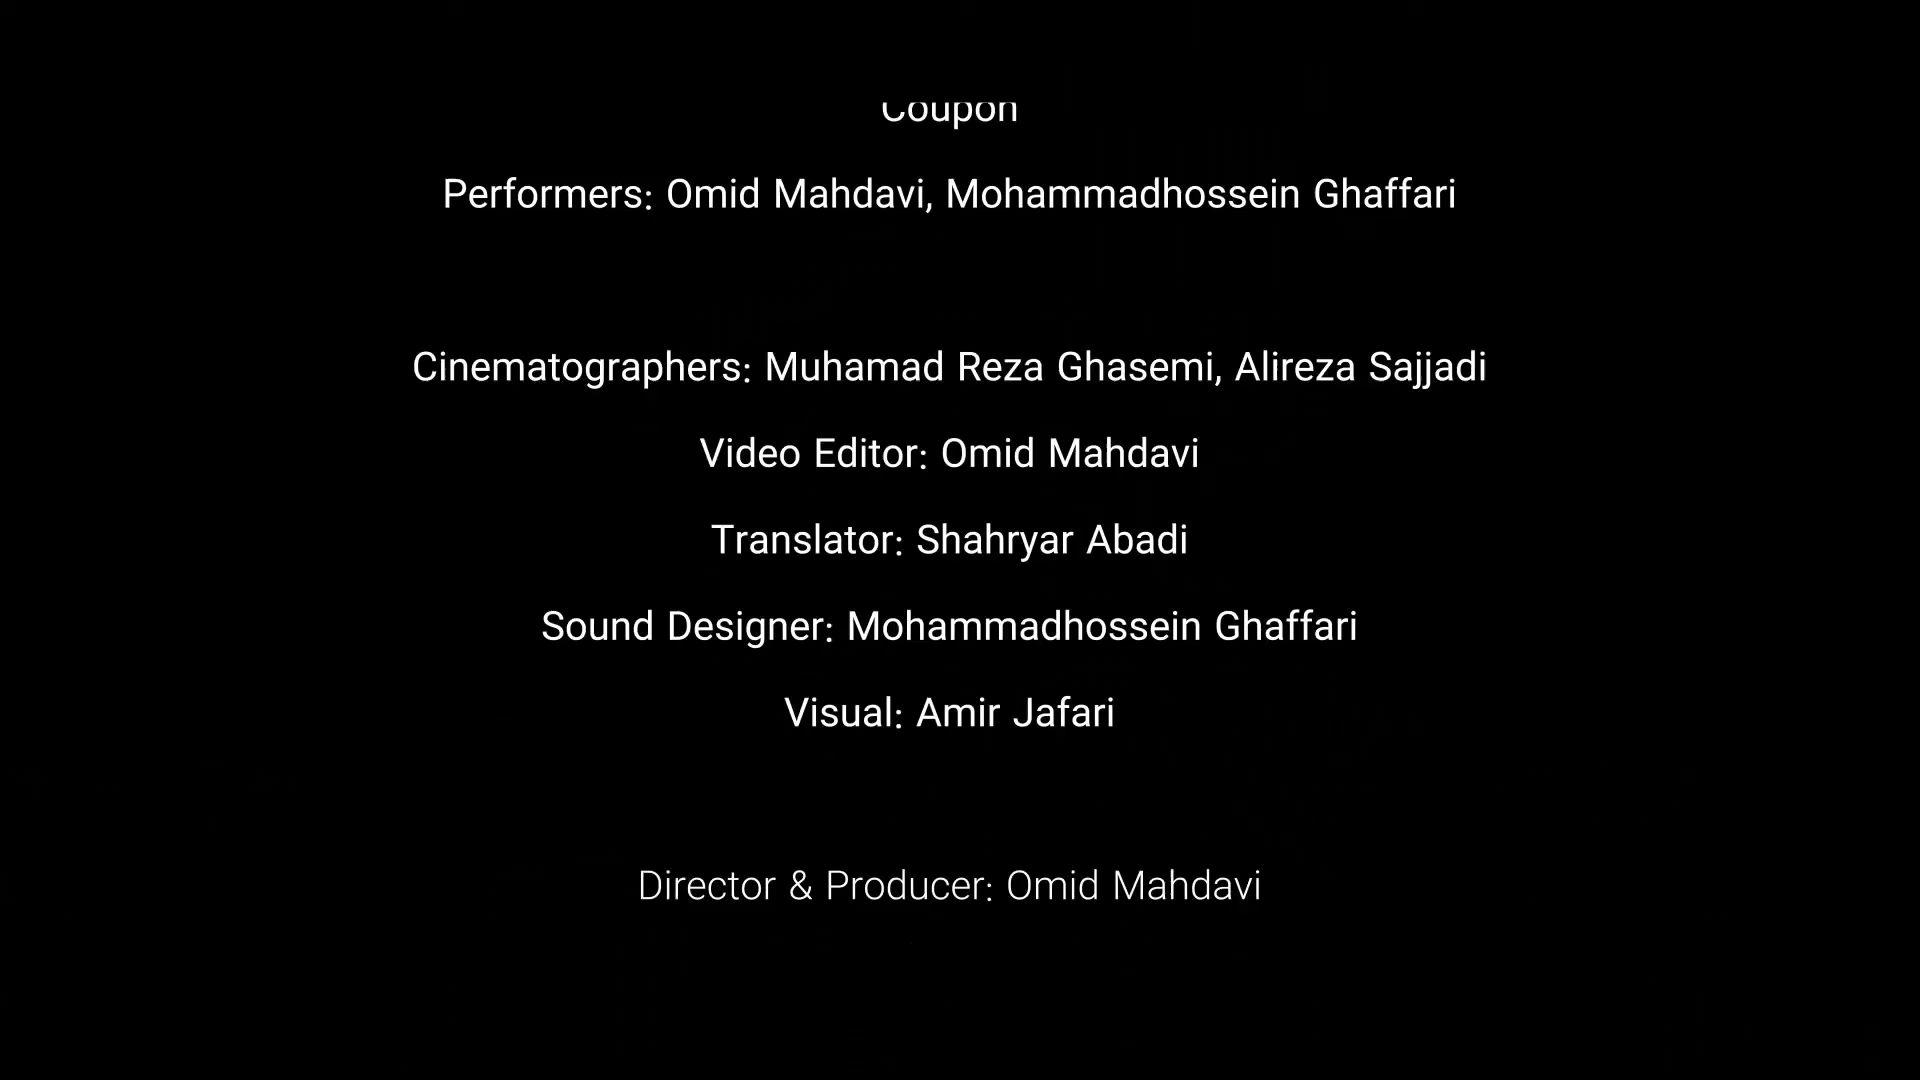 Coupon
Performers: Omid Mahdavi, Mohammadhossein Ghaffari
Cinematographers: Muhamad Reza Ghasemi, Alireza Sajjadi
Video Editor: Omid Mahdavi
Translator: Shahryar Abadi
Sound Designer: Mohammadhossein Ghaffari
Visual: Amir Jafari
Director & Producer: Omid Mahdavi